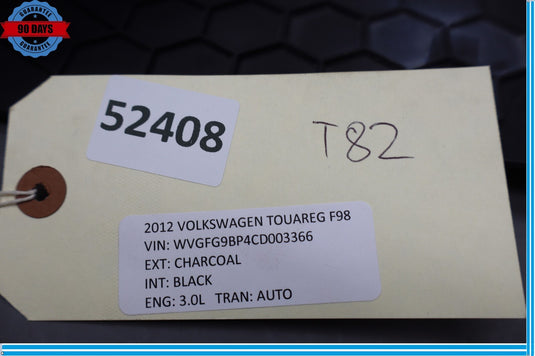 GUARANTEE
90 DAYS
GUARANTEE
52408
T82
2012 VOLKSWAGEN TOUAREG F98
VIN: WVGFG9BP4CD003366
EXT: CHARCOAL
INT: BLACK
ENG: 3.0L TRAN: AUTO